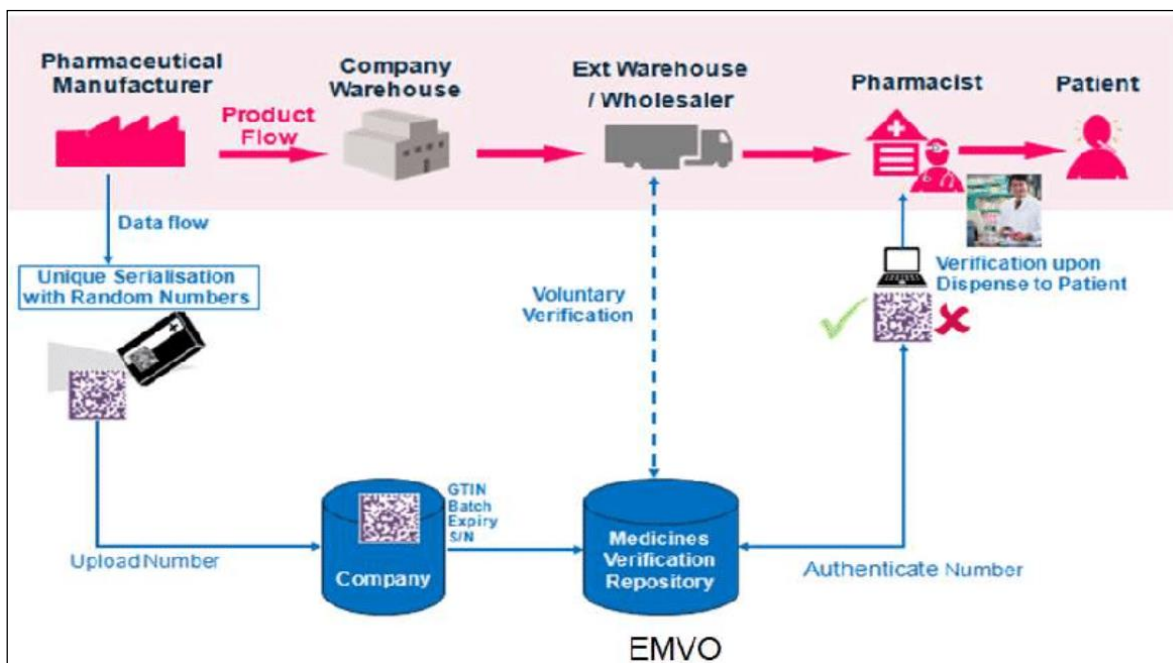 Pharmaceutical
Manufacturer
Company
Warehouse
Ext Warehouse
/ Wholesaler
Pharmacist
Patient
Product
Flow
Data flow
Unique Serialisation
with Random Numbers
Voluntary
Verification
Verification upon
Dispense to Patient
Upload Number
GTIN
Batch
Expiry
S/N
Company
Medicines
Verification
Repository
Authenticate Number
EMVO